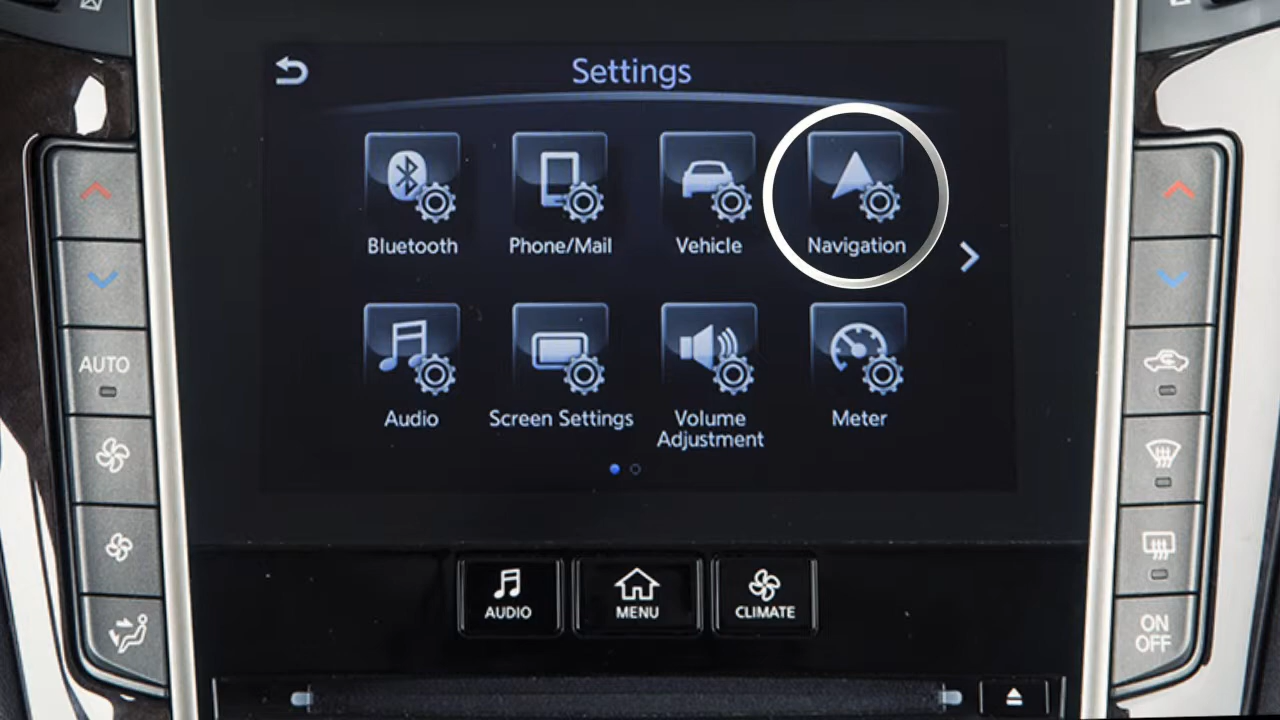 Settings
Bluetooth
Phone/Mail
Vehicle
Navigation
Audio
Screen Settings
Volume
Adjustment
Meter
AUTO
AUDIO
MENU
CLIMATE
ON
OFF